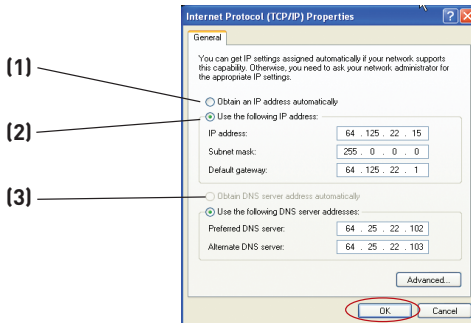 Internet Protocol (TCP/IP) Properties
General
You can get IP settings assigned automatically if your network supports
this capability. Otherwise, you need to ask your network administrator for
the appropriate IP settings.
(1)
Obtain an IP address automatically
(2)
Use the following IP address:
IP address: 64 . 125 . 22 . 15
Subnet mask: 255 . 0 . 0 . 0
Default gateway: 64 . 125 . 22 . 1
(3)
Obtain DNS server address automatically
Use the following DNS server addresses:
Preferred DNS server: 64 . 25 . 22 . 102
Alternate DNS server: 64 . 25 . 22 . 103
Advanced...
OK Cancel